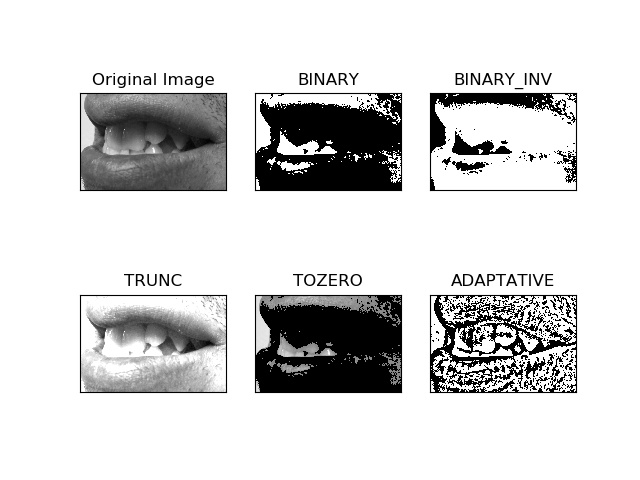 Original Image
BINARY
BINARY_INV
TRUNC
TOZERO
ADAPTATIVE